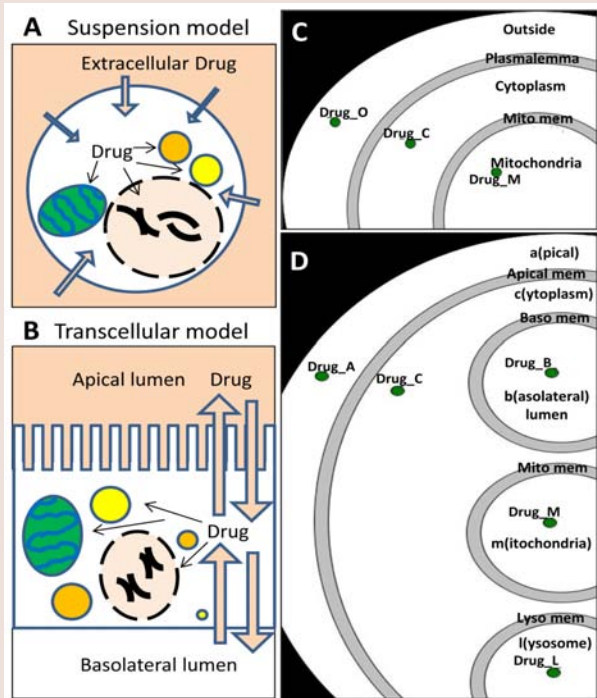 A Suspension model
Extracellular Drug
Drug
B Transcellular model
Apical lumen Drug
Drug
Basolateral lumen
C
Outside
Plasmalemma
Cytoplasm
Mito mem
Drug_O
Drug_C
Mitochondria
Drug_M
D
a(pical)
Apical mem
c(ytoplasm)
Baso mem
Drug_B
Drug_A
Drug_C
b(asolateral)
lumen
Mito mem
Drug_M
m(itochondria)
Lyso mem
l(ysosome)
Drug_L